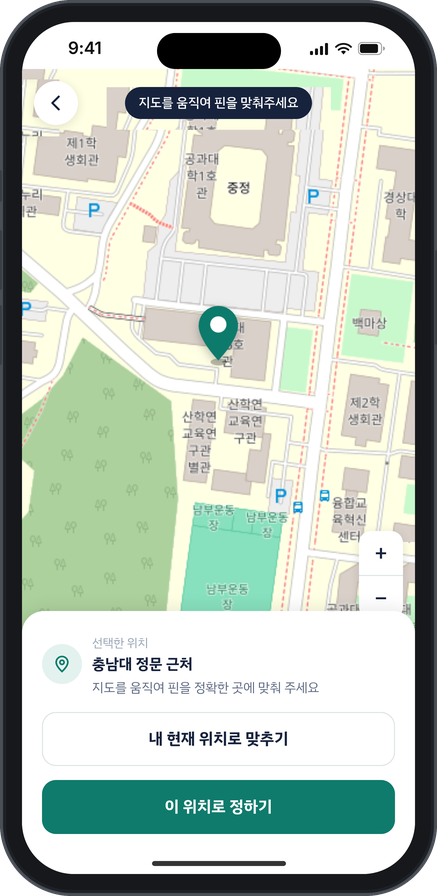 9:41
지도를 움직여 핀을 맞춰주세요
제1학
생회관
공과대
학1호
관
중정
P
P
경상대
학
누리
관
P
백마상
호
관
제2학
생회관
산학연
교육연
구관
별관
산학연
교육연
구관
P
융합교
육혁신
센터
남부운동
장
남부운동
장
남부운동
장
+
−
선택한 위치
충남대 정문 근처
지도를 움직여 핀을 정확한 곳에 맞춰 주세요
내 현재 위치로 맞추기
이 위치로 정하기